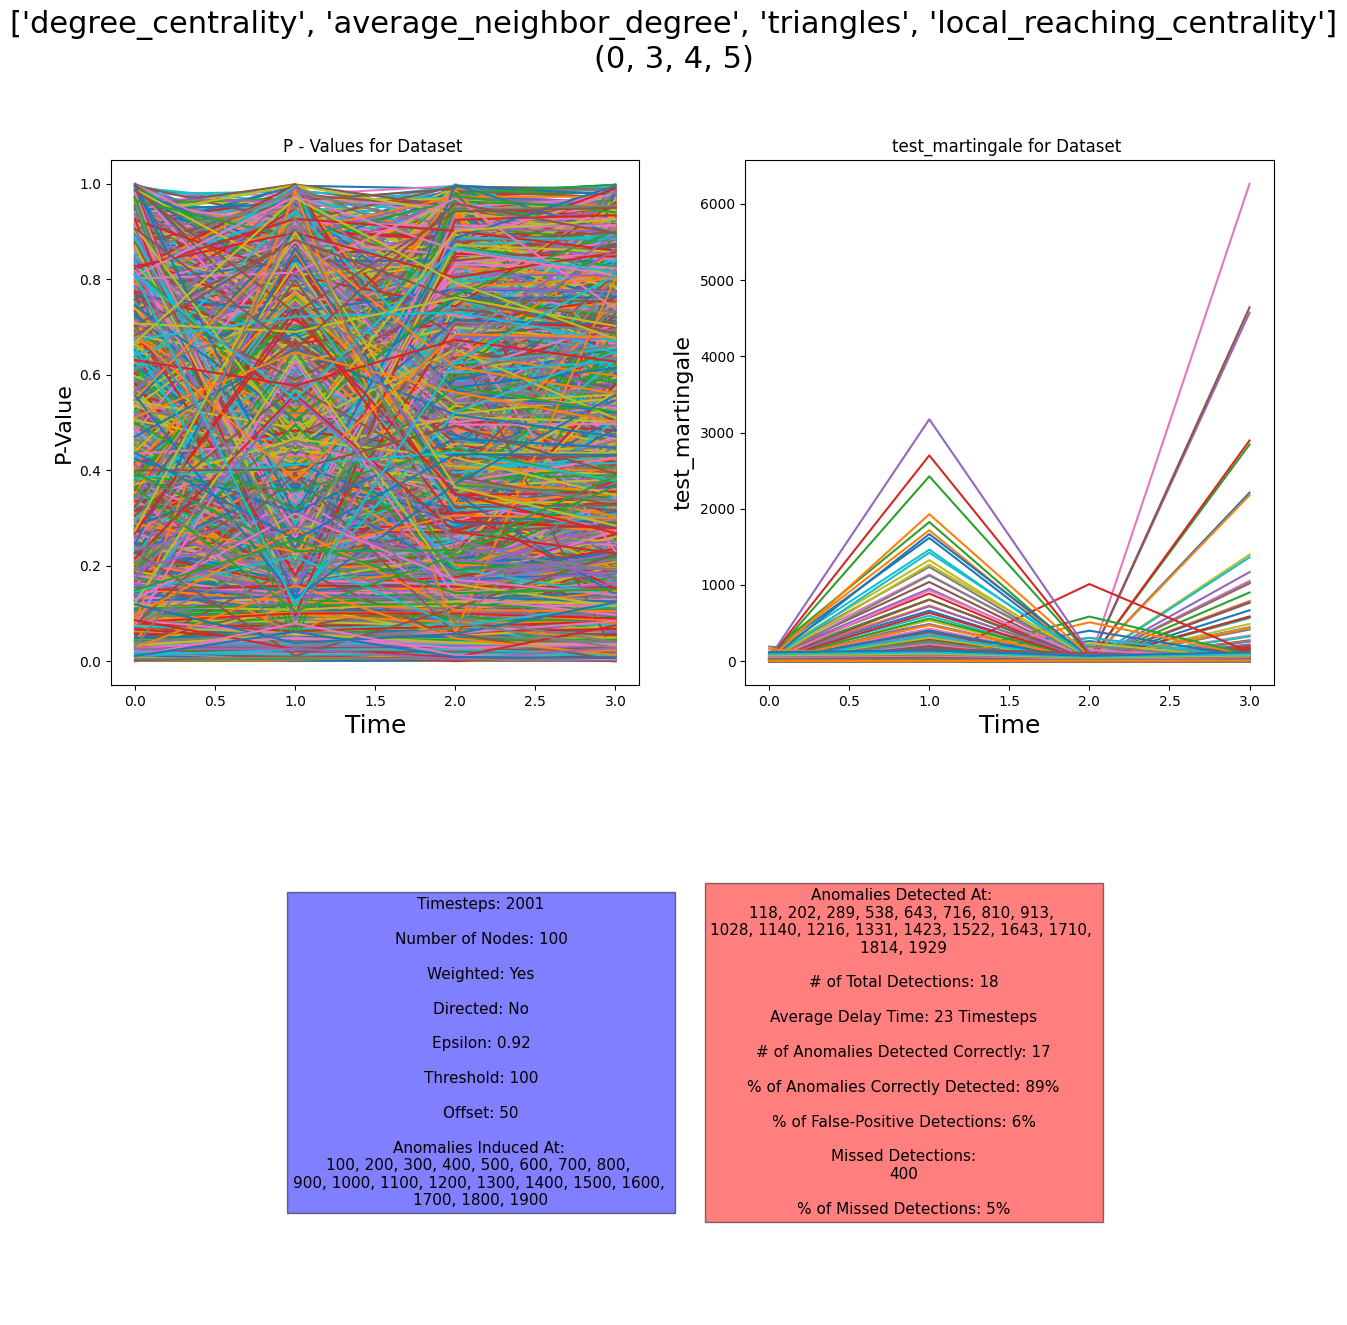 ['degree_centrality', 'average_neighbor_degree', 'triangles', 'local_reaching_centrality']
(0, 3, 4, 5)
P - Values for Dataset
P-Value
1.0
0.8
0.6
0.4
0.2
0.0
0.0 0.5 1.0 1.5 2.0 2.5 3.0
Time
test_martingale for Dataset
test_martingale
6000
5000
4000
3000
2000
1000
0
0.0 0.5 1.0 1.5 2.0 2.5 3.0
Time
Timesteps: 2001
Number of Nodes: 100
Weighted: Yes
Directed: No
Epsilon: 0.92
Threshold: 100
Offset: 50
Anomalies Induced At:
100, 200, 300, 400, 500, 600, 700, 800,
900, 1000, 1100, 1200, 1300, 1400, 1500, 1600,
1700, 1800, 1900
Anomalies Detected At:
118, 202, 289, 538, 643, 716, 810, 913,
1028, 1140, 1216, 1331, 1423, 1522, 1643, 1710,
1814, 1929
# of Total Detections: 18
Average Delay Time: 23 Timesteps
# of Anomalies Detected Correctly: 17
% of Anomalies Correctly Detected: 89%
% of False-Positive Detections: 6%
Missed Detections:
400
% of Missed Detections: 5%